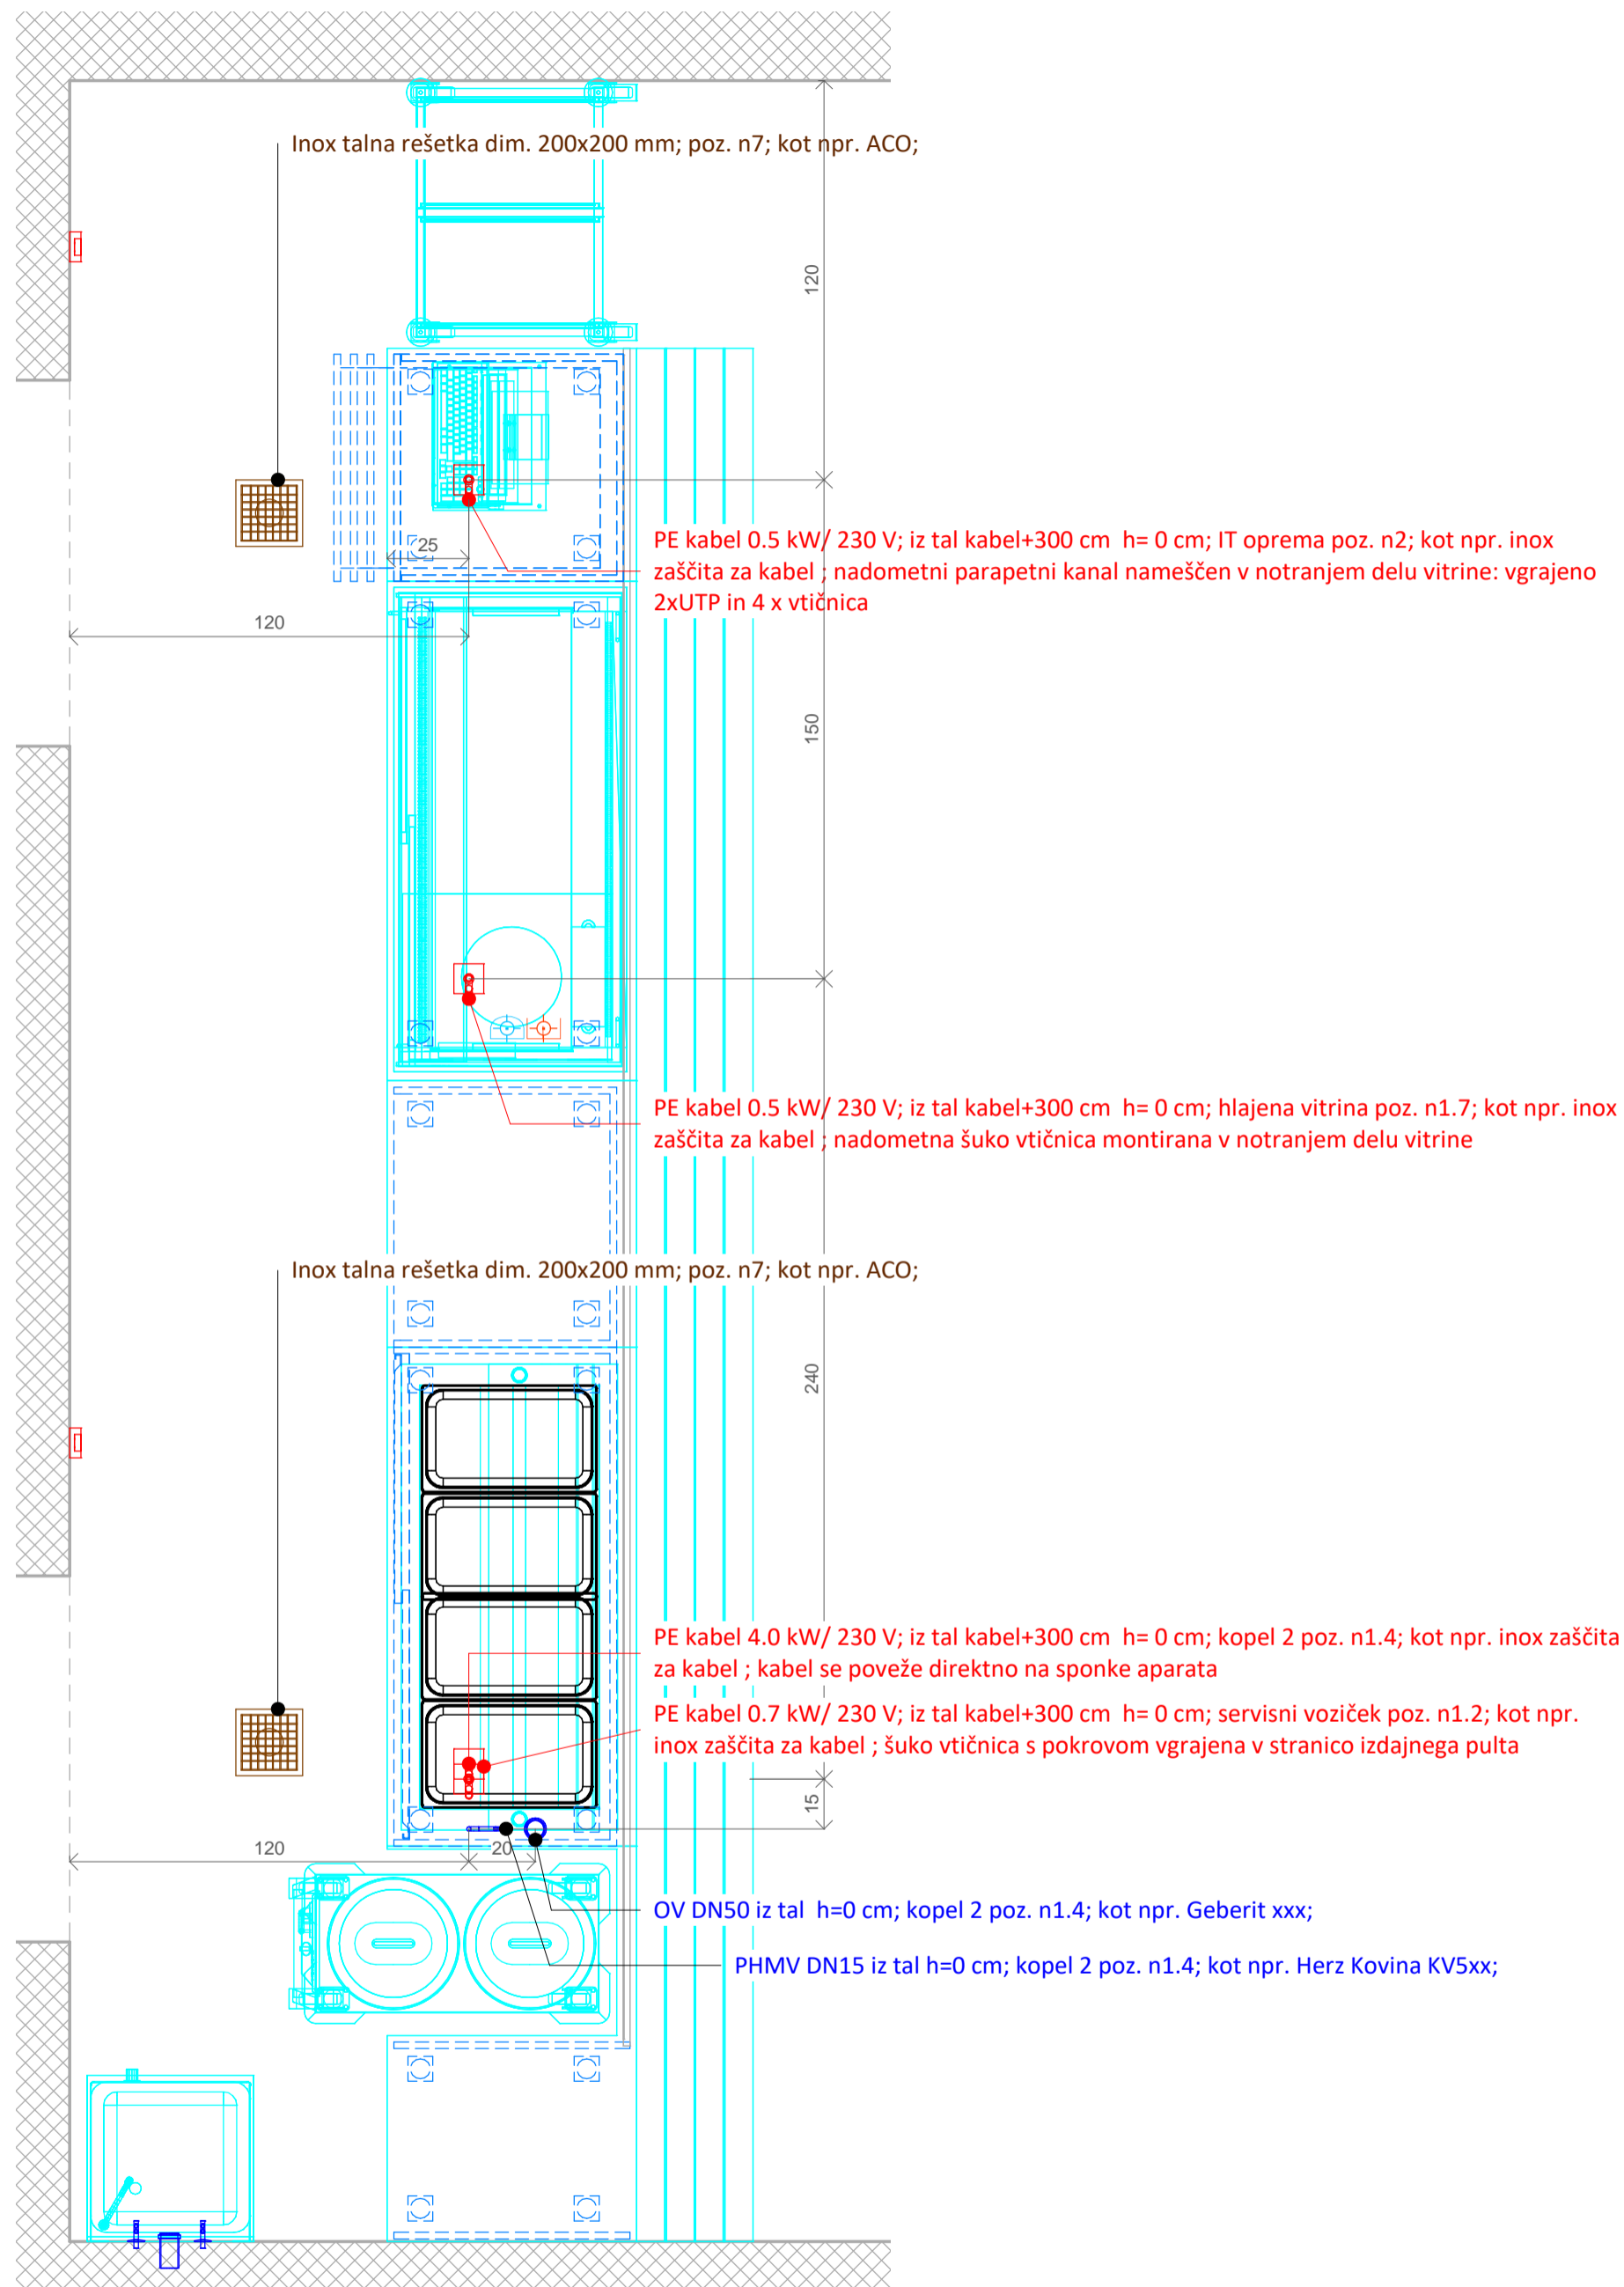 Inox talna rešetka dim. 200x200 mm; poz. n7; kot npr. ACO;
120
PE kabel 0.5 kW/ 230 V; iz tal kabel+300 cm  h= 0 cm; IT oprema poz. n2; kot npr. inox
zaščita za kabel ; nadometni parapetni kanal nameščen v notranjem delu vitrine: vgrajeno
2xUTP in 4 x vtičnica
25
120
150
PE kabel 0.5 kW/ 230 V; iz tal kabel+300 cm  h= 0 cm; hlajena vitrina poz. n1.7; kot npr. inox
zaščita za kabel ; nadometna šuko vtičnica montirana v notranjem delu vitrine
Inox talna rešetka dim. 200x200 mm; poz. n7; kot npr. ACO;
240
PE kabel 4.0 kW/ 230 V; iz tal kabel+300 cm  h= 0 cm; kopel 2 poz. n1.4; kot npr. inox zaščita
za kabel ; kabel se poveže direktno na sponke aparata
PE kabel 0.7 kW/ 230 V; iz tal kabel+300 cm  h= 0 cm; servisni voziček poz. n1.2; kot npr.
inox zaščita za kabel ; šuko vtičnica s pokrovom vgrajena v stranico izdajnega pulta
15
120
20
OV DN50 iz tal  h=0 cm; kopel 2 poz. n1.4; kot npr. Geberit xxx;
PHMV DN15 iz tal h=0 cm; kopel 2 poz. n1.4; kot npr. Herz Kovina KV5xx;